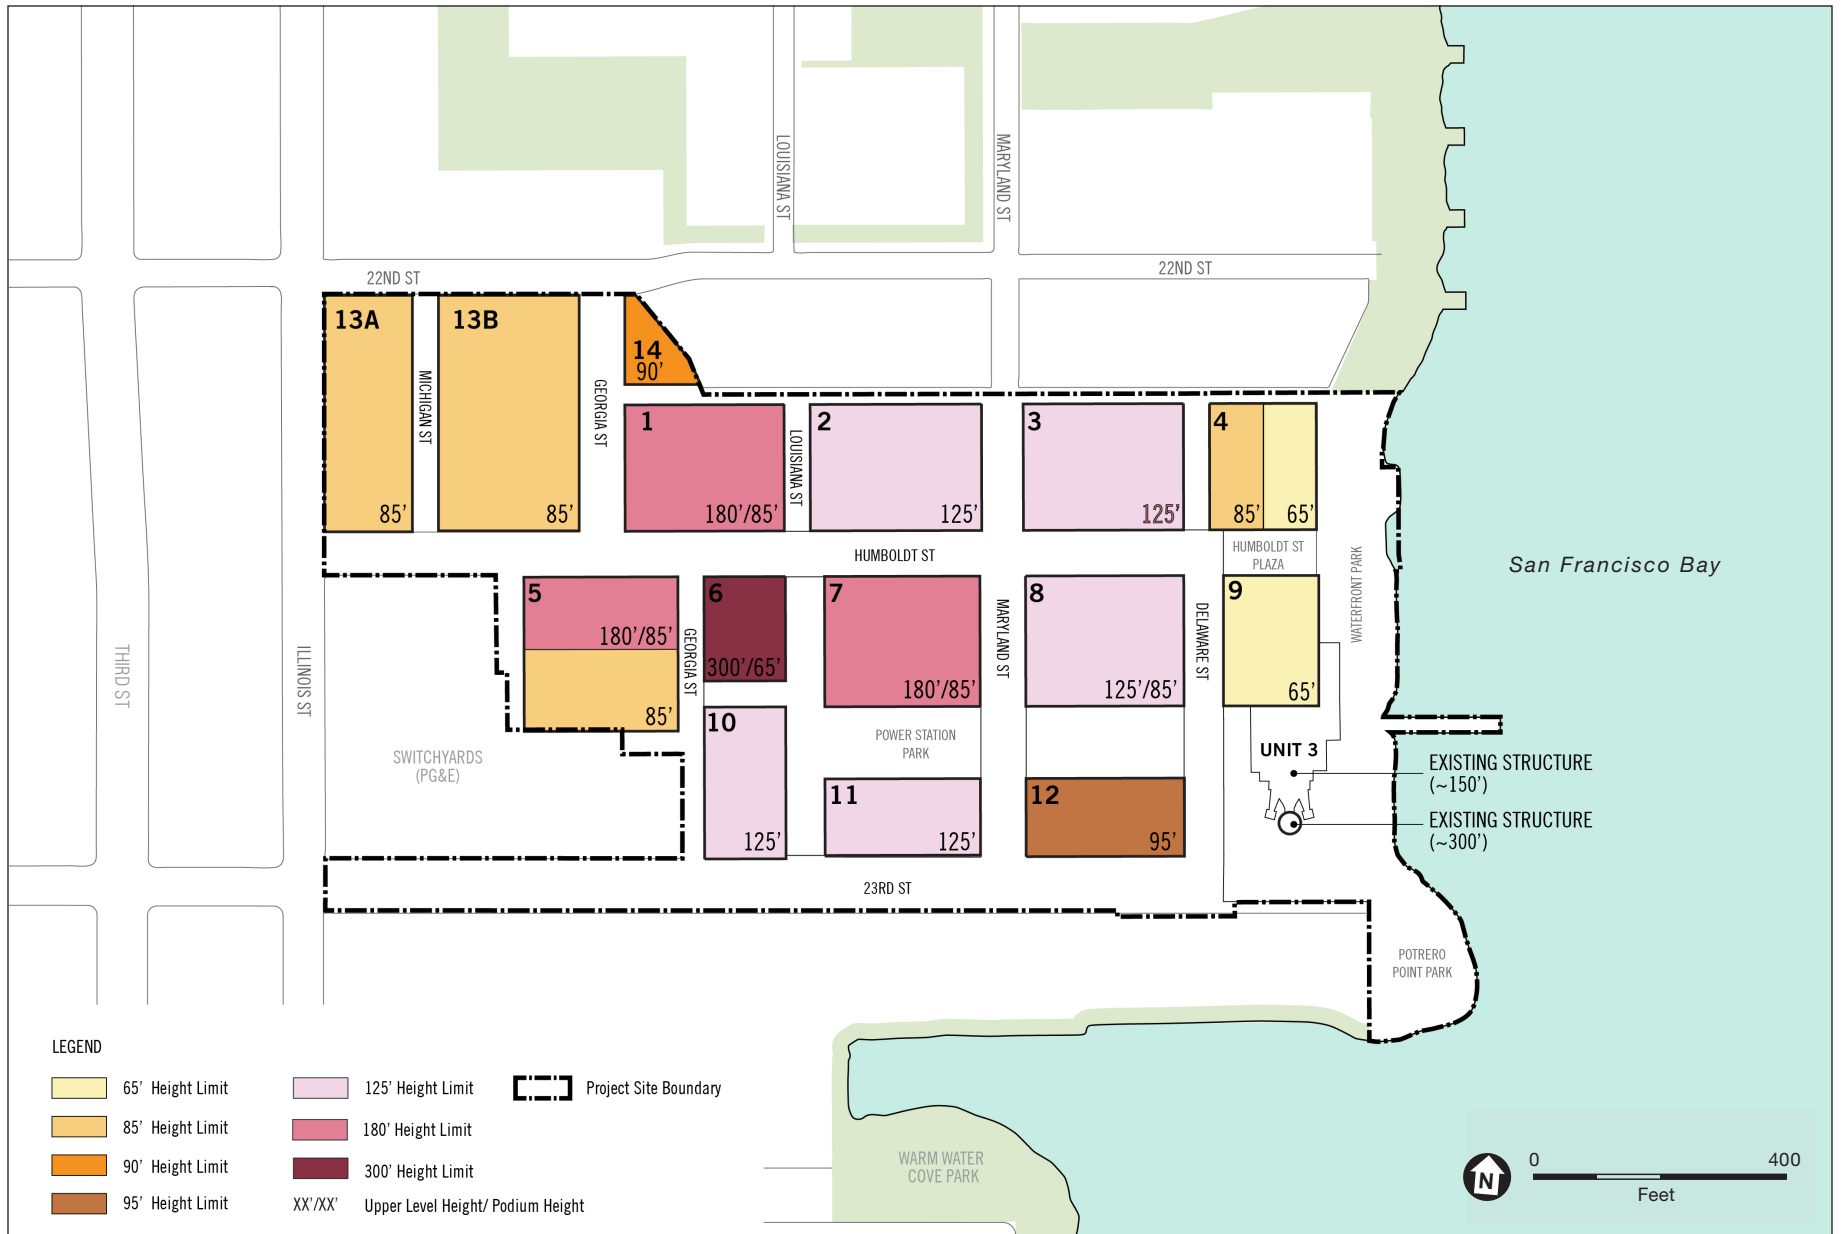 LOUISIANA ST
MARYLAND ST
22ND ST
22ND ST
13A
85’
MICHIGAN ST
13B
85’
GEORGIA ST
14
90’
1
180’/85’
LOUISIANA ST
2
125’
3
125’
4
85’
65’
HUMBOLDT ST
HUMBOLDT ST
PLAZA
WATERFRONT PARK
San Francisco Bay
THIRD ST
ILLINOIS ST
5
180’/85’
85’
GEORGIA ST
6
300’/65’
7
180’/85’
MARYLAND ST
8
125’/85’
DELAWARE ST
9
65’
SWITCHYARDS
(PG&E)
10
125’
POWER STATION
PARK
11
125’
12
95’
UNIT 3
EXISTING STRUCTURE
(~150’)
EXISTING STRUCTURE
(~300’)
23RD ST
POTRERO
POINT PARK
WARM WATER
COVE PARK
LEGEND
65’ Height Limit
85’ Height Limit
90’ Height Limit
95’ Height Limit
125’ Height Limit
180’ Height Limit
300’ Height Limit
XX’/XX’ Upper Level Height/ Podium Height
Project Site Boundary
N
0 400
Feet